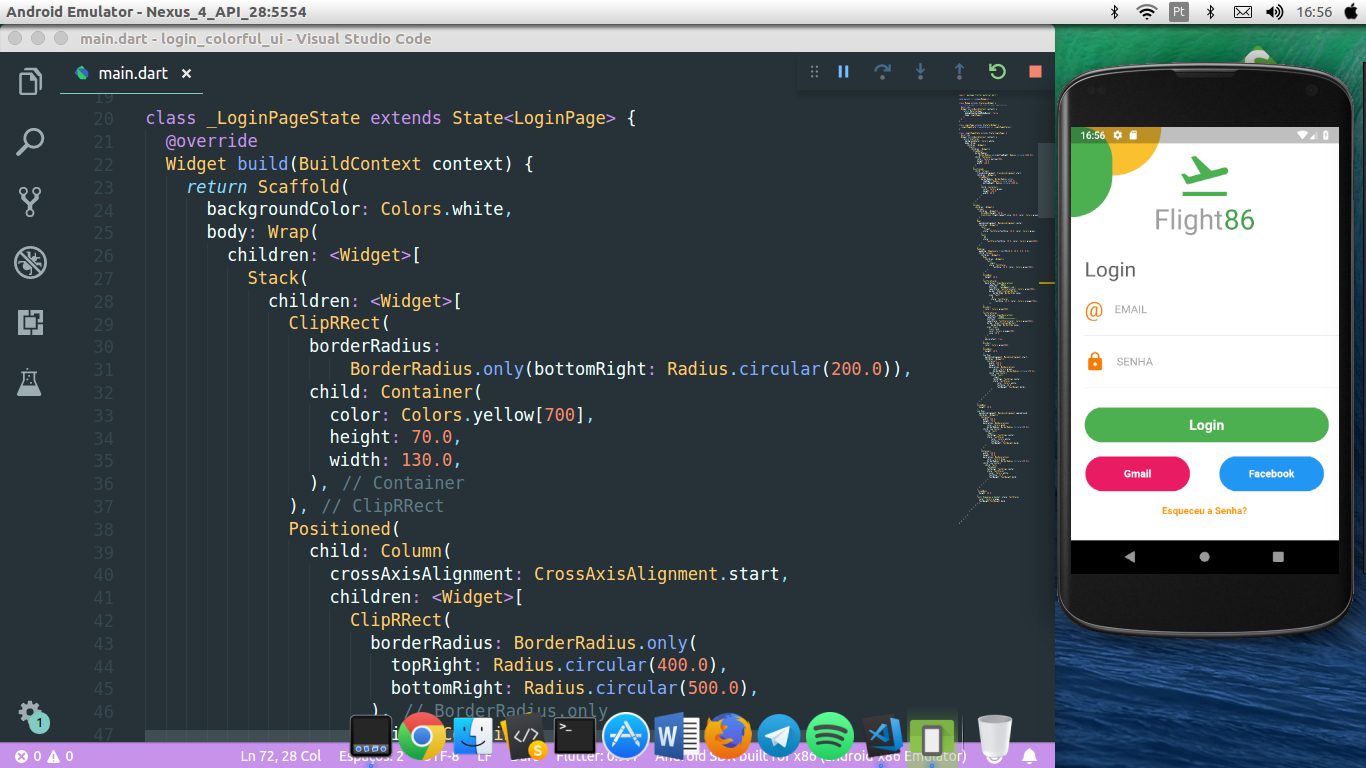 Android Emulator - Nexus_4_API_28:5554
Pt
16:56
main.dart - login_colorful_ui - Visual Studio Code
main.dart ×
19
20 class _LoginPageState extends State<LoginPage> {
21 @override
22 Widget build(BuildContext context) {
23 return Scaffold(
24 backgroundColor: Colors.white,
25 body: Wrap(
26 children: <Widget>[
27 Stack(
28 children: <Widget>[
29 ClipRRect(
30 borderRadius:
31 BorderRadius.only(bottomRight: Radius.circular(200.0)),
32 child: Container(
33 color: Colors.yellow[700],
34 height: 70.0,
35 width: 130.0,
36 ), // Container
37 ), // ClipRRect
38 Positioned(
39 child: Column(
40 crossAxisAlignment: CrossAxisAlignment.start,
41 children: <Widget>[
42 ClipRRect(
43 borderRadius: BorderRadius.only(
44 topRight: Radius.circular(400.0),
45 bottomRight: Radius.circular(500.0),
46 ), // BorderRadius.only
47
1
0 0
Ln 72, 28 Col
Espaços: 2
LF
Android SDK built for x86 (android-x86 Emulator)
16:56
Flight86
Login
@ EMAIL
SENHA
Login
Gmail
Facebook
Esqueceu a Senha?